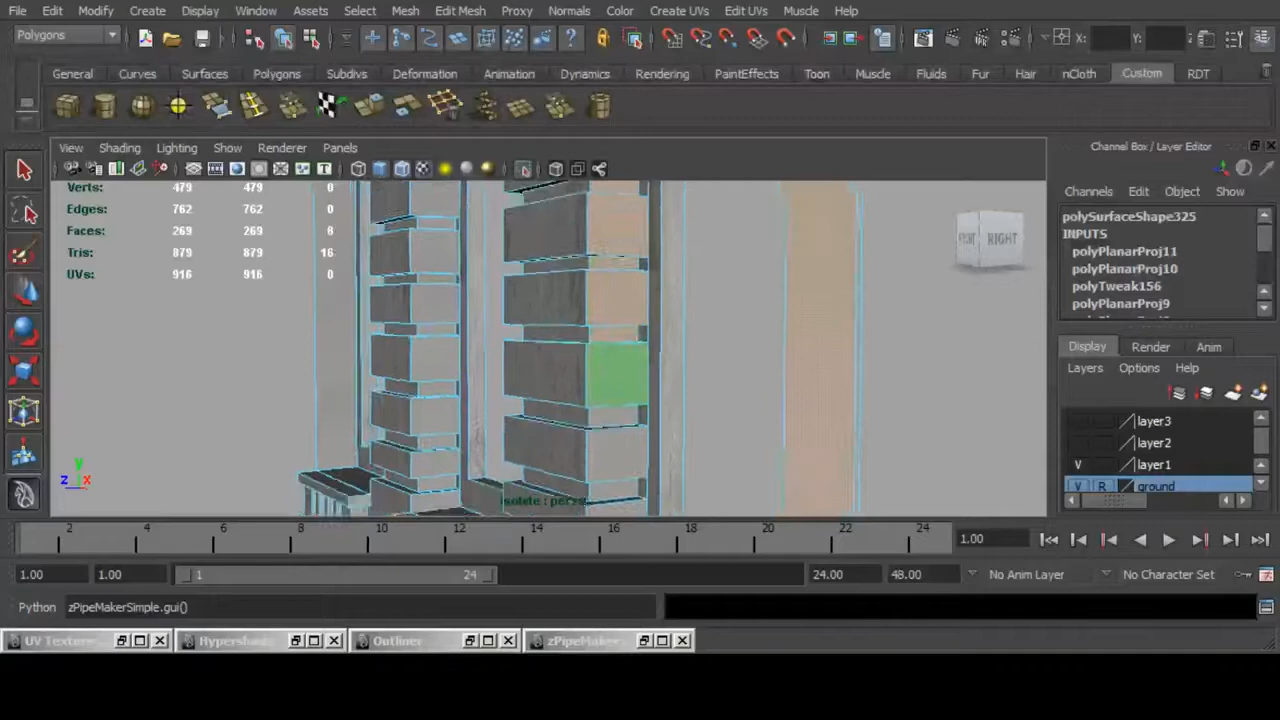 File Edit Modify Create Display Window Assets Select Mesh Edit Mesh Proxy Normals Color Create UVs Edit UVs Muscle Help
Polygons X: Y:
General Curves Surfaces Polygons Subdivs Deformation Animation Dynamics Rendering PaintEffects Toon Muscle Fluids Fur Hair nCloth Custom RDT
View Shading Lighting Show Renderer Panels
Channel Box / Layer Editor
Channels Edit Object Show
Verts: 479 479 0
Edges: 762 762 0
Faces: 269 269 8
Tris: 879 879 16
UVs: 916 916 0
RIGHT
polySurfaceShape325
INPUTS
polyPlanarProj11
polyPlanarProj10
polyTweak156
polyPlanarProj9
Display Render Anim
Layers Options Help
layer3
layer2
V layer1
V R ground
y
z x
2 4 6 8 10 12 14 16 18 20 22 24
1.00
1.00 1.00 1 24 24.00 48.00 No Anim Layer No Character Set
Python zPipeMakerSimple.gui()
UV Texture Hypersha Outliner zPipeMaker